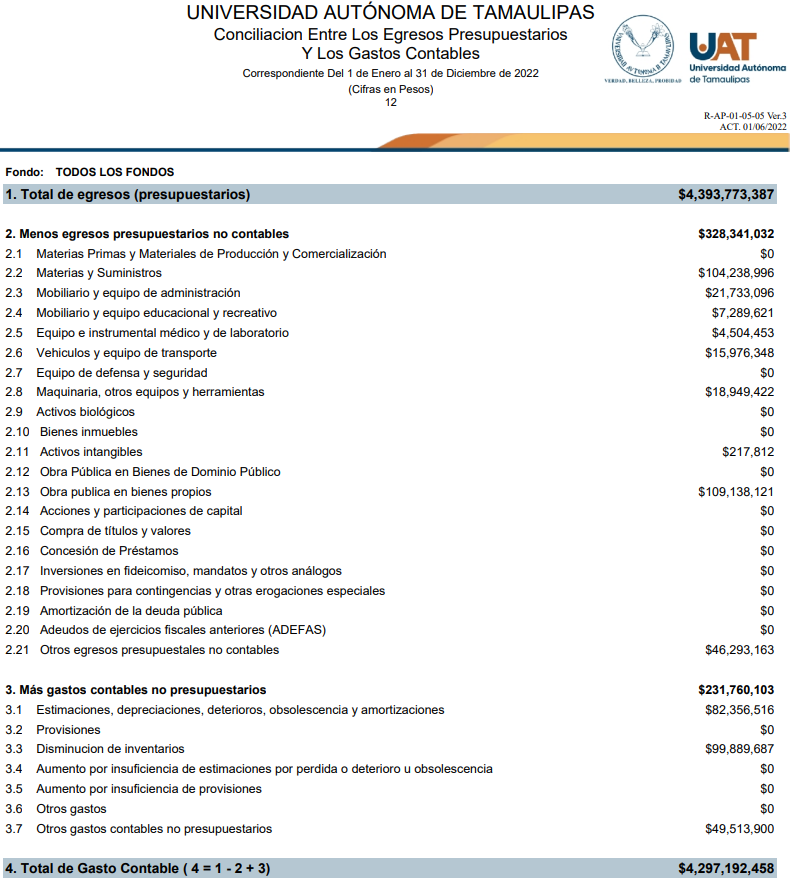 UNIVERSIDAD AUTÓNOMA DE TAMAULIPAS
Conciliacion Entre Los Egresos Presupuestarios
Y Los Gastos Contables
Correspondiente Del 1 de Enero al 31 de Diciembre de 2022
(Cifras en Pesos)
12
UNIVERSIDAD AUTONOMA DE TAMAULIPAS
VERDAD, BELLEZA, PROBIDAD
UAT
Universidad Autónoma
de Tamaulipas
R-AP-01-05-05 Ver.3
ACT. 01/06/2022
Fondo: TODOS LOS FONDOS
1. Total de egresos (presupuestarios) $4,393,773,387
2. Menos egresos presupuestarios no contables $328,341,032
2.1 Materias Primas y Materiales de Producción y Comercialización $0
2.2 Materias y Suministros $104,238,996
2.3 Mobiliario y equipo de administración $21,733,096
2.4 Mobiliario y equipo educacional y recreativo $7,289,621
2.5 Equipo e instrumental médico y de laboratorio $4,504,453
2.6 Vehiculos y equipo de transporte $15,976,348
2.7 Equipo de defensa y seguridad $0
2.8 Maquinaria, otros equipos y herramientas $18,949,422
2.9 Activos biológicos $0
2.10 Bienes inmuebles $0
2.11 Activos intangibles $217,812
2.12 Obra Pública en Bienes de Dominio Público $0
2.13 Obra publica en bienes propios $109,138,121
2.14 Acciones y participaciones de capital $0
2.15 Compra de títulos y valores $0
2.16 Concesión de Préstamos $0
2.17 Inversiones en fideicomiso, mandatos y otros análogos $0
2.18 Provisiones para contingencias y otras erogaciones especiales $0
2.19 Amortización de la deuda pública $0
2.20 Adeudos de ejercicios fiscales anteriores (ADEFAS) $0
2.21 Otros egresos presupuestales no contables $46,293,163
3. Más gastos contables no presupuestarios $231,760,103
3.1 Estimaciones, depreciaciones, deterioros, obsolescencia y amortizaciones $82,356,516
3.2 Provisiones $0
3.3 Disminucion de inventarios $99,889,687
3.4 Aumento por insuficiencia de estimaciones por perdida o deterioro u obsolescencia $0
3.5 Aumento por insuficiencia de provisiones $0
3.6 Otros gastos $0
3.7 Otros gastos contables no presupuestarios $49,513,900
4. Total de Gasto Contable ( 4 = 1 - 2 + 3) $4,297,192,458